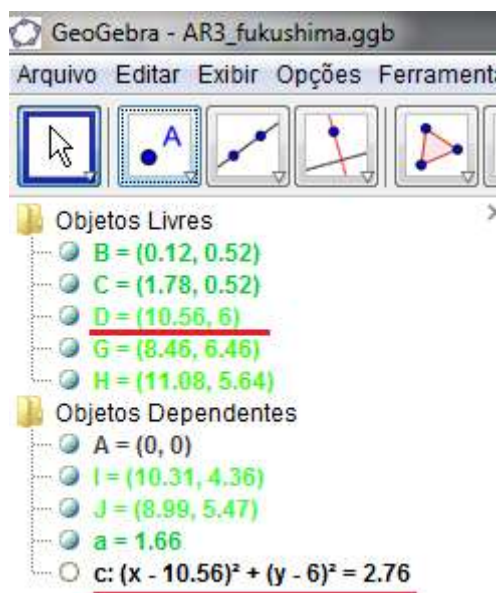 GeoGebra - AR3_fukushima.ggb
Arquivo Editar Exibir Opções Ferrament
A
Objetos Livres
B = (0.12, 0.52)
C = (1.78, 0.52)
D = (10.56, 6)
G = (8.46, 6.46)
H = (11.08, 5.64)
Objetos Dependentes
A = (0, 0)
I = (10.31, 4.36)
J = (8.99, 5.47)
a = 1.66
c: (x - 10.56)² + (y - 6)² = 2.76